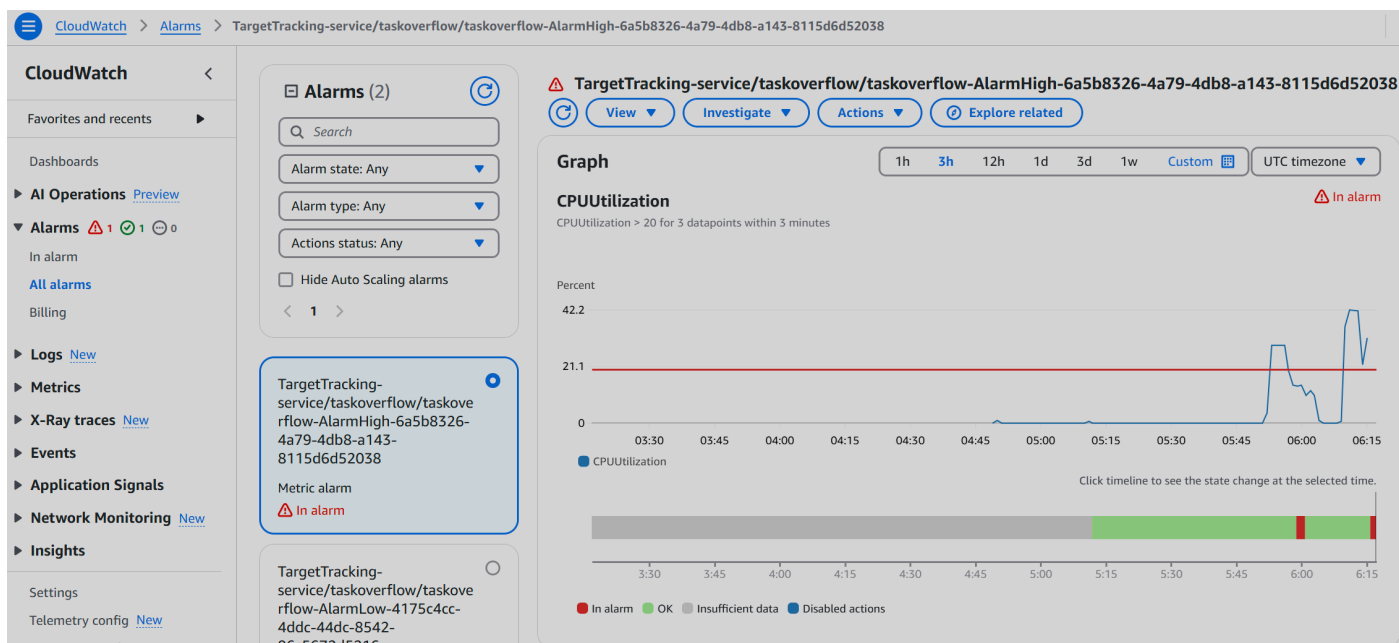 CloudWatch > Alarms > TargetTracking-service/taskoverflow/taskoverflow-AlarmHigh-6a5b8326-4a79-4db8-a143-8115d6d52038
CloudWatch
Favorites and recents
Dashboards
AI Operations Preview
Alarms 1 1 0
In alarm
All alarms
Billing
Logs New
Metrics
X-Ray traces New
Events
Application Signals
Network Monitoring New
Insights
Settings
Telemetry config New
Alarms (2)
Search
Alarm state: Any
Alarm type: Any
Actions status: Any
Hide Auto Scaling alarms
1
TargetTracking-
service/taskoverflow/taskove
rflow-AlarmHigh-6a5b8326-
4a79-4db8-a143-
8115d6d52038
Metric alarm
In alarm
TargetTracking-
service/taskoverflow/taskove
rflow-AlarmLow-4175c4cc-
4ddc-44dc-8542-
TargetTracking-service/taskoverflow/taskoverflow-AlarmHigh-6a5b8326-4a79-4db8-a143-8115d6d52038
View Investigate Actions Explore related
Graph
1h 3h 12h 1d 3d 1w Custom UTC timezone
CPUUtilization
In alarm
CPUUtilization > 20 for 3 datapoints within 3 minutes
Percent
42.2
21.1
0
03:30 03:45 04:00 04:15 04:30 04:45 05:00 05:15 05:30 05:45 06:00 06:15
CPUUtilization
Click timeline to see the state change at the selected time.
3:30 3:45 4:00 4:15 4:30 4:45 5:00 5:15 5:30 5:45 6:00 6:15
In alarm OK Insufficient data Disabled actions